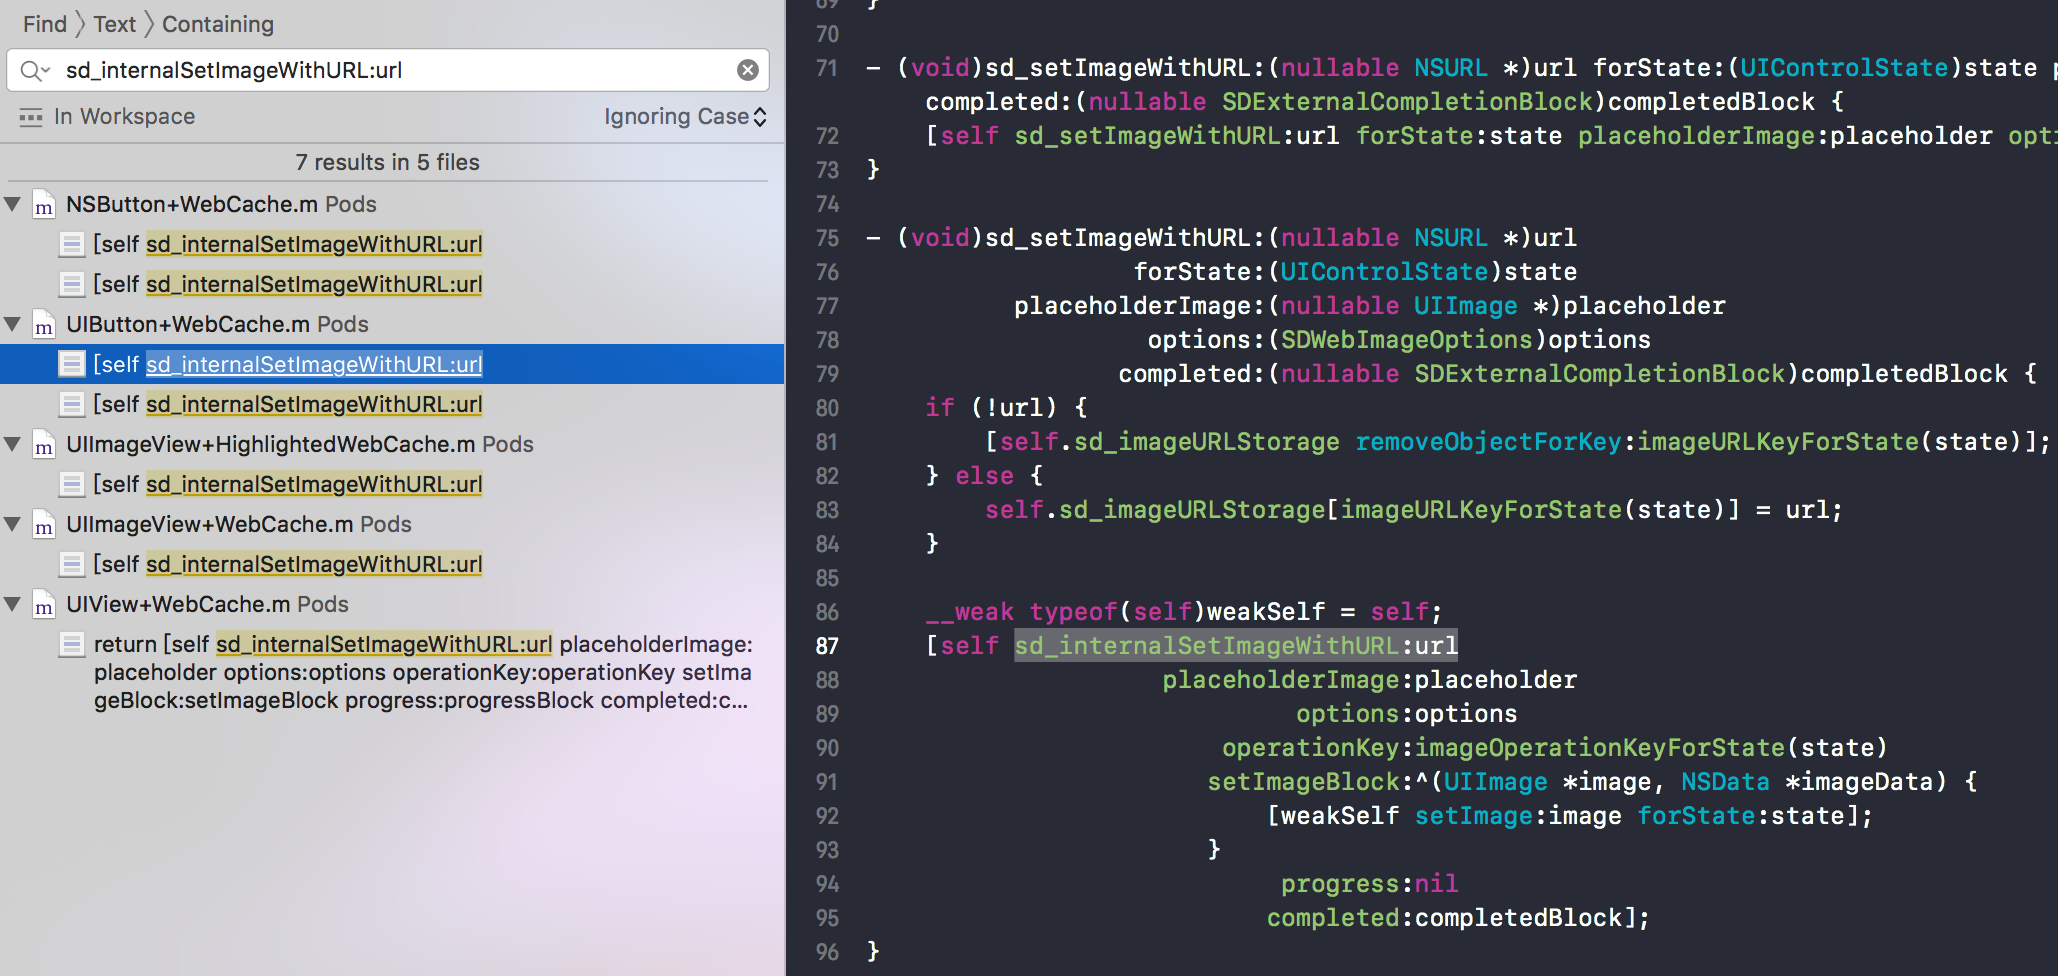 Find 〉 Text 〉 Containing
sd_internalSetImageWithURL:url
In Workspace
Ignoring Case
7 results in 5 files
NSButton+WebCache.m Pods
[self sd_internalSetImageWithURL:url
[self sd_internalSetImageWithURL:url
UIButton+WebCache.m Pods
[self sd_internalSetImageWithURL:url
[self sd_internalSetImageWithURL:url
UIImageView+HighlightedWebCache.m Pods
[self sd_internalSetImageWithURL:url
UIImageView+WebCache.m Pods
[self sd_internalSetImageWithURL:url
UIView+WebCache.m Pods
return [self sd_internalSetImageWithURL:url placeholderImage:
placeholder options:options operationKey:operationKey setIma
geBlock:setImageBlock progress:progressBlock completed:c...
69 }
70
71 - (void)sd_setImageWithURL:(nullable NSURL *)url forState:(UIControlState)state p
completed:(nullable SDExternalCompletionBlock)completedBlock {
72 [self sd_setImageWithURL:url forState:state placeholderImage:placeholder opti
73 }
74
75 - (void)sd_setImageWithURL:(nullable NSURL *)url
76 forState:(UIControlState)state
77 placeholderImage:(nullable UIImage *)placeholder
78 options:(SDWebImageOptions)options
79 completed:(nullable SDExternalCompletionBlock)completedBlock {
80 if (!url) {
81 [self.sd_imageURLStorage removeObjectForKey:imageURLKeyForState(state)];
82 } else {
83 self.sd_imageURLStorage[imageURLKeyForState(state)] = url;
84 }
85
86 __weak typeof(self)weakSelf = self;
87 [self sd_internalSetImageWithURL:url
88 placeholderImage:placeholder
89 options:options
90 operationKey:imageOperationKeyForState(state)
91 setImageBlock:^(UIImage *image, NSData *imageData) {
92 [weakSelf setImage:image forState:state];
93 }
94 progress:nil
95 completed:completedBlock];
96 }